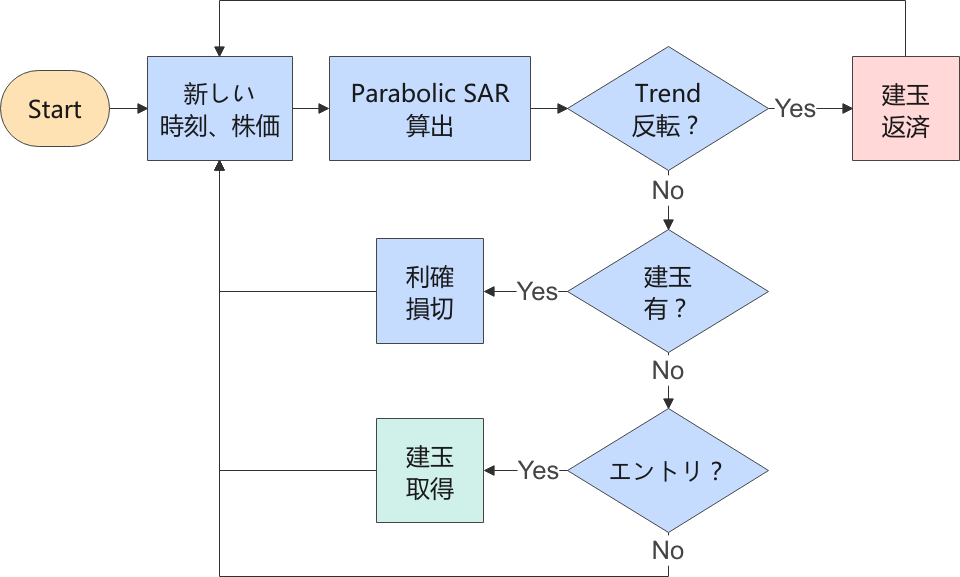 Start
新しい
時刻、株価
Parabolic SAR
算出
Trend
反転？
Yes
建玉
返済
No
利確
損切
Yes
建玉
有？
No
建玉
取得
Yes
エントリ？
No